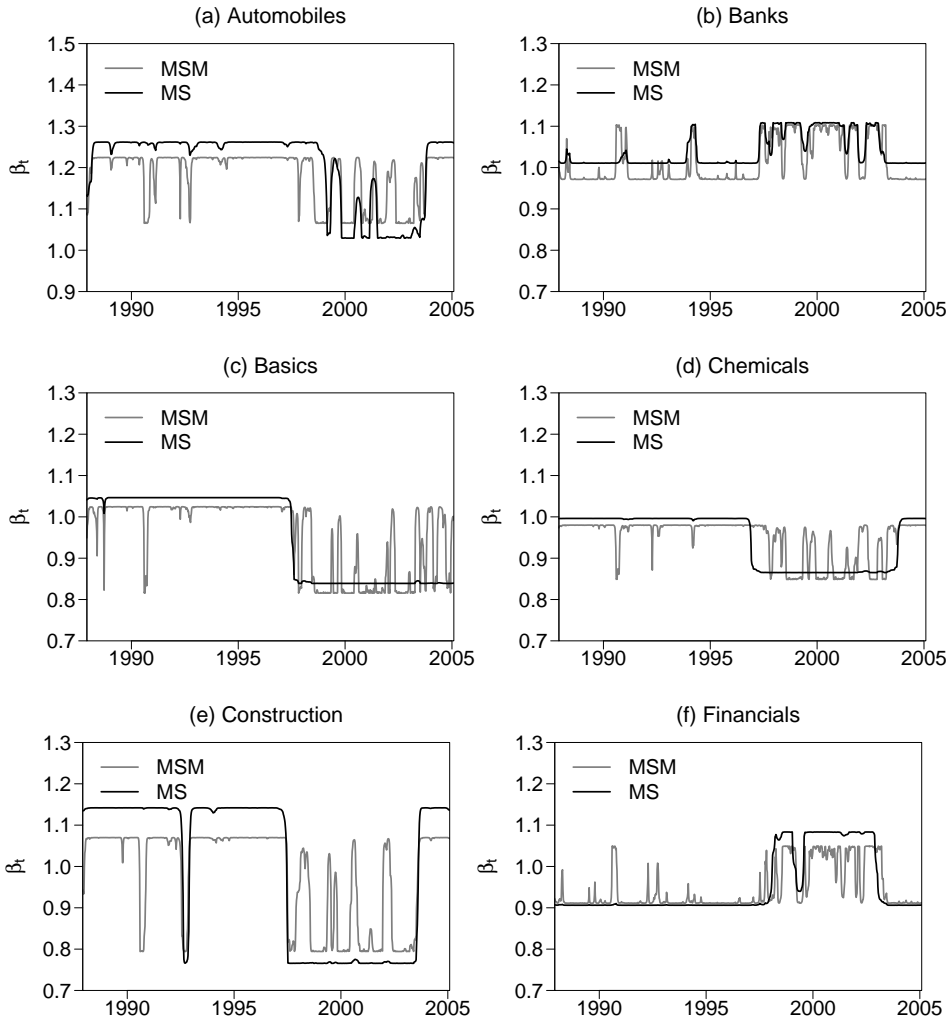 (a) Automobiles
(b) Banks
1.5
1.4
1.3
1.2
1.1
1.0
0.9
βt
MSM
MS
1990 1995 2000 2005
1.3
1.2
1.1
1.0
0.9
0.8
0.7
βt
MSM
MS
1990 1995 2000 2005
(c) Basics
(d) Chemicals
1.3
1.2
1.1
1.0
0.9
0.8
0.7
βt
MSM
MS
1990 1995 2000 2005
1.3
1.2
1.1
1.0
0.9
0.8
0.7
βt
MSM
MS
1990 1995 2000 2005
(e) Construction
(f) Financials
1.3
1.2
1.1
1.0
0.9
0.8
0.7
βt
MSM
MS
1990 1995 2000 2005
1.3
1.2
1.1
1.0
0.9
0.8
0.7
βt
MSM
MS
1990 1995 2000 2005